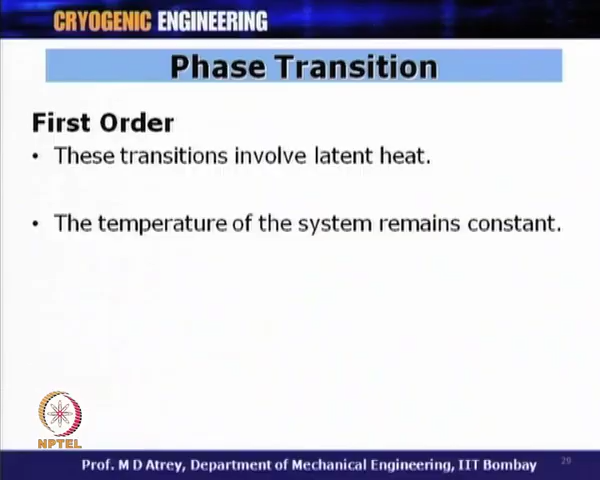 CRYOGENIC ENGINEERING
Phase Transition
First Order
• These transitions involve latent heat.
• The temperature of the system remains constant.
NPTEL
Prof. M D Atrey, Department of Mechanical Engineering, IIT Bombay
29